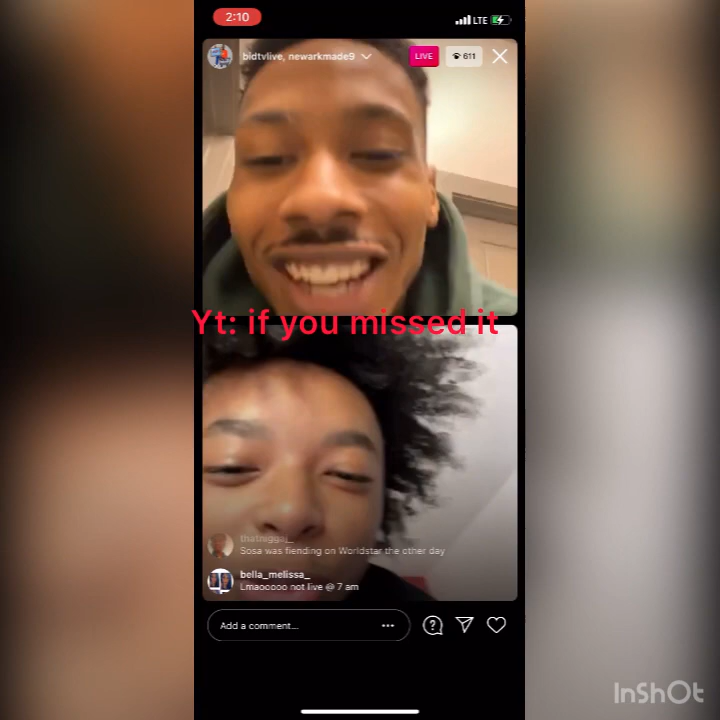 2:10
LTE
bidtvlive, newarkmade9
LIVE
611
Yt: if you missed it
thatniggaj_
Sosa was fiending on Worldstar the other day
bella_melissa_
Lmaooooo not live @ 7 am
Add a comment...
InShOt